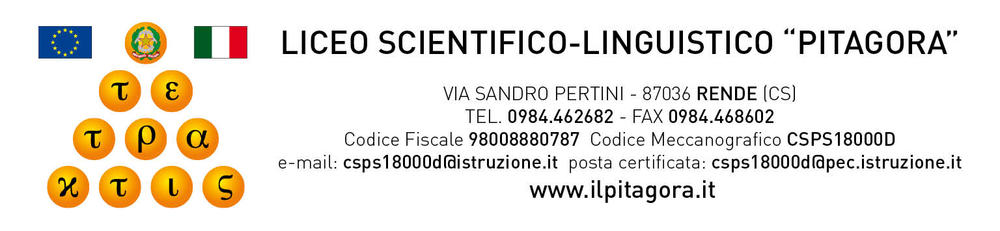 LICEO SCIENTIFICO-LINGUISTICO “PITAGORA”
VIA SANDRO PERTINI - 87036 RENDE (CS)
TEL. 0984.462682 - FAX 0984.468602
Codice Fiscale 98008880787 Codice Meccanografico CSPS18000D
e-mail: csps18000d@istruzione.it posta certificata: csps18000d@pec.istruzione.it
www.ilpitagora.it
τ ε
τ ρ α
ϰ τ ι ς